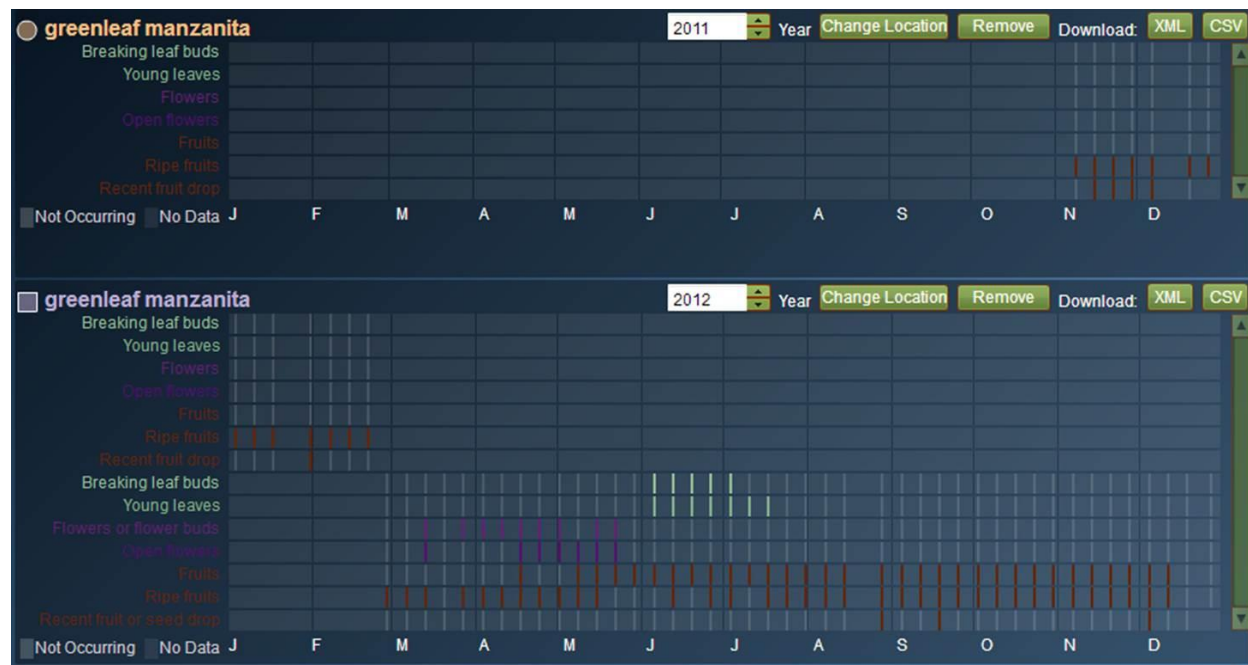 greenleaf manzanita 2011 Year Change Location Remove Download: XML CSV
Breaking leaf buds
Young leaves
Flowers
Open flowers
Fruits
Ripe fruits
Recent fruit drop
Not Occurring No Data J F M A M J J A S O N D
greenleaf manzanita 2012 Year Change Location Remove Download: XML CSV
Breaking leaf buds
Young leaves
Flowers
Open flowers
Fruits
Ripe fruits
Recent fruit drop
Breaking leaf buds
Young leaves
Flowers or flower buds
Open flowers
Fruits
Ripe fruits
Recent fruit or seed drop
Not Occurring No Data J F M A M J J A S O N D